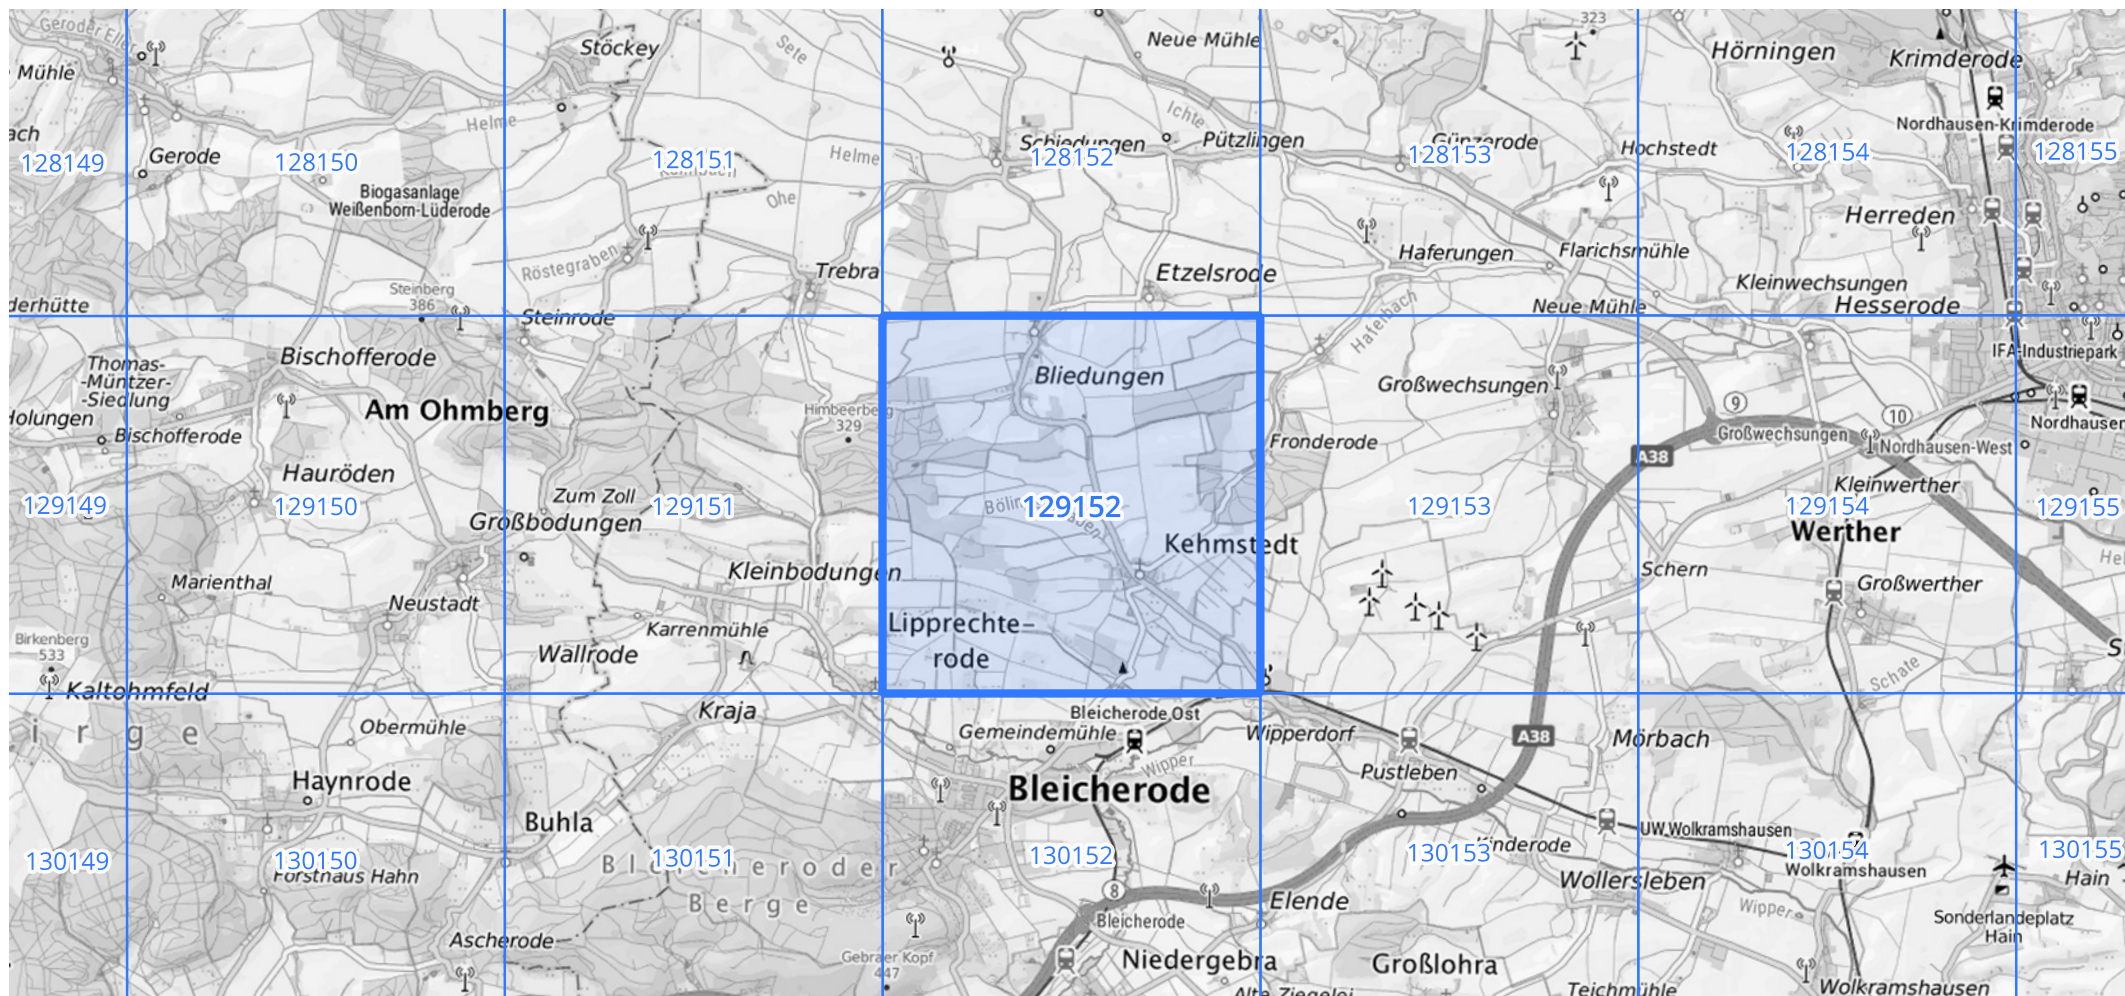 Geroder Eller
Stöckey
Sete
Neue Mühle
323
Hörningen
Krimderode
Mühle
Helme
Ichte
Nordhausen-Krimderode
ach
Gerode
Helme
Schiedungen
Pützlingen
Günzerode
Hochstedt
128149
128150
128151
128152
128153
128154
128155
Biogasanlage
Weißenborn-Lüderode
Ohe
Herreden
Röstegraben
Trebra
Etzelsrode
Haferungen
Flarichsmühle
Kleinwechsungen
Steinberg
386
derhütte
Steinrode
Haferbach
Neue Mühle
Hesserode
Thomas-
-Müntzer-
-Siedlung
Bischofferode
Bliedungen
Großwechsungen
IFA-Industriepark
Holungen
Am Ohmberg
Himbeerberg
329
9
10
Nordhausen
Bischofferode
Fronderode
Großwechsungen
Nordhausen-West
A38
Hauröden
Zum Zoll
Kleinwerther
129149
129150
129151
129152
129153
129154
129155
Großbodungen
Werther
Kehmstedt
Marienthal
Kleinbodungen
Schern
Großwerther
Neustadt
Lipprechte-
rode
Karrenmühle
Birkenberg
533
Wallrode
Schate
Kaltohmfeld
i r g e
Obermühle
Kraja
Bleicherode Ost
Gemeindemühle
Wipperdorf
A38
Mörbach
Wipper
Pustleben
Haynrode
Bleicherode
Buhla
UW Wolkramshausen
Kinderode
130149
130150
130151
130152
130153
130154
130155
Bleicheroder
Berge
Forsthaus Hahn
Wolkramshausen
Hain
Wollersleben
8
Elende
Wipper
Bleicherode
Sonderlandeplatz
Hain
Ascherode
Gebraer Kopf
447
Niedergebra
Großlohra
Alte Ziegelei
Teichmühle
Wolkramshausen